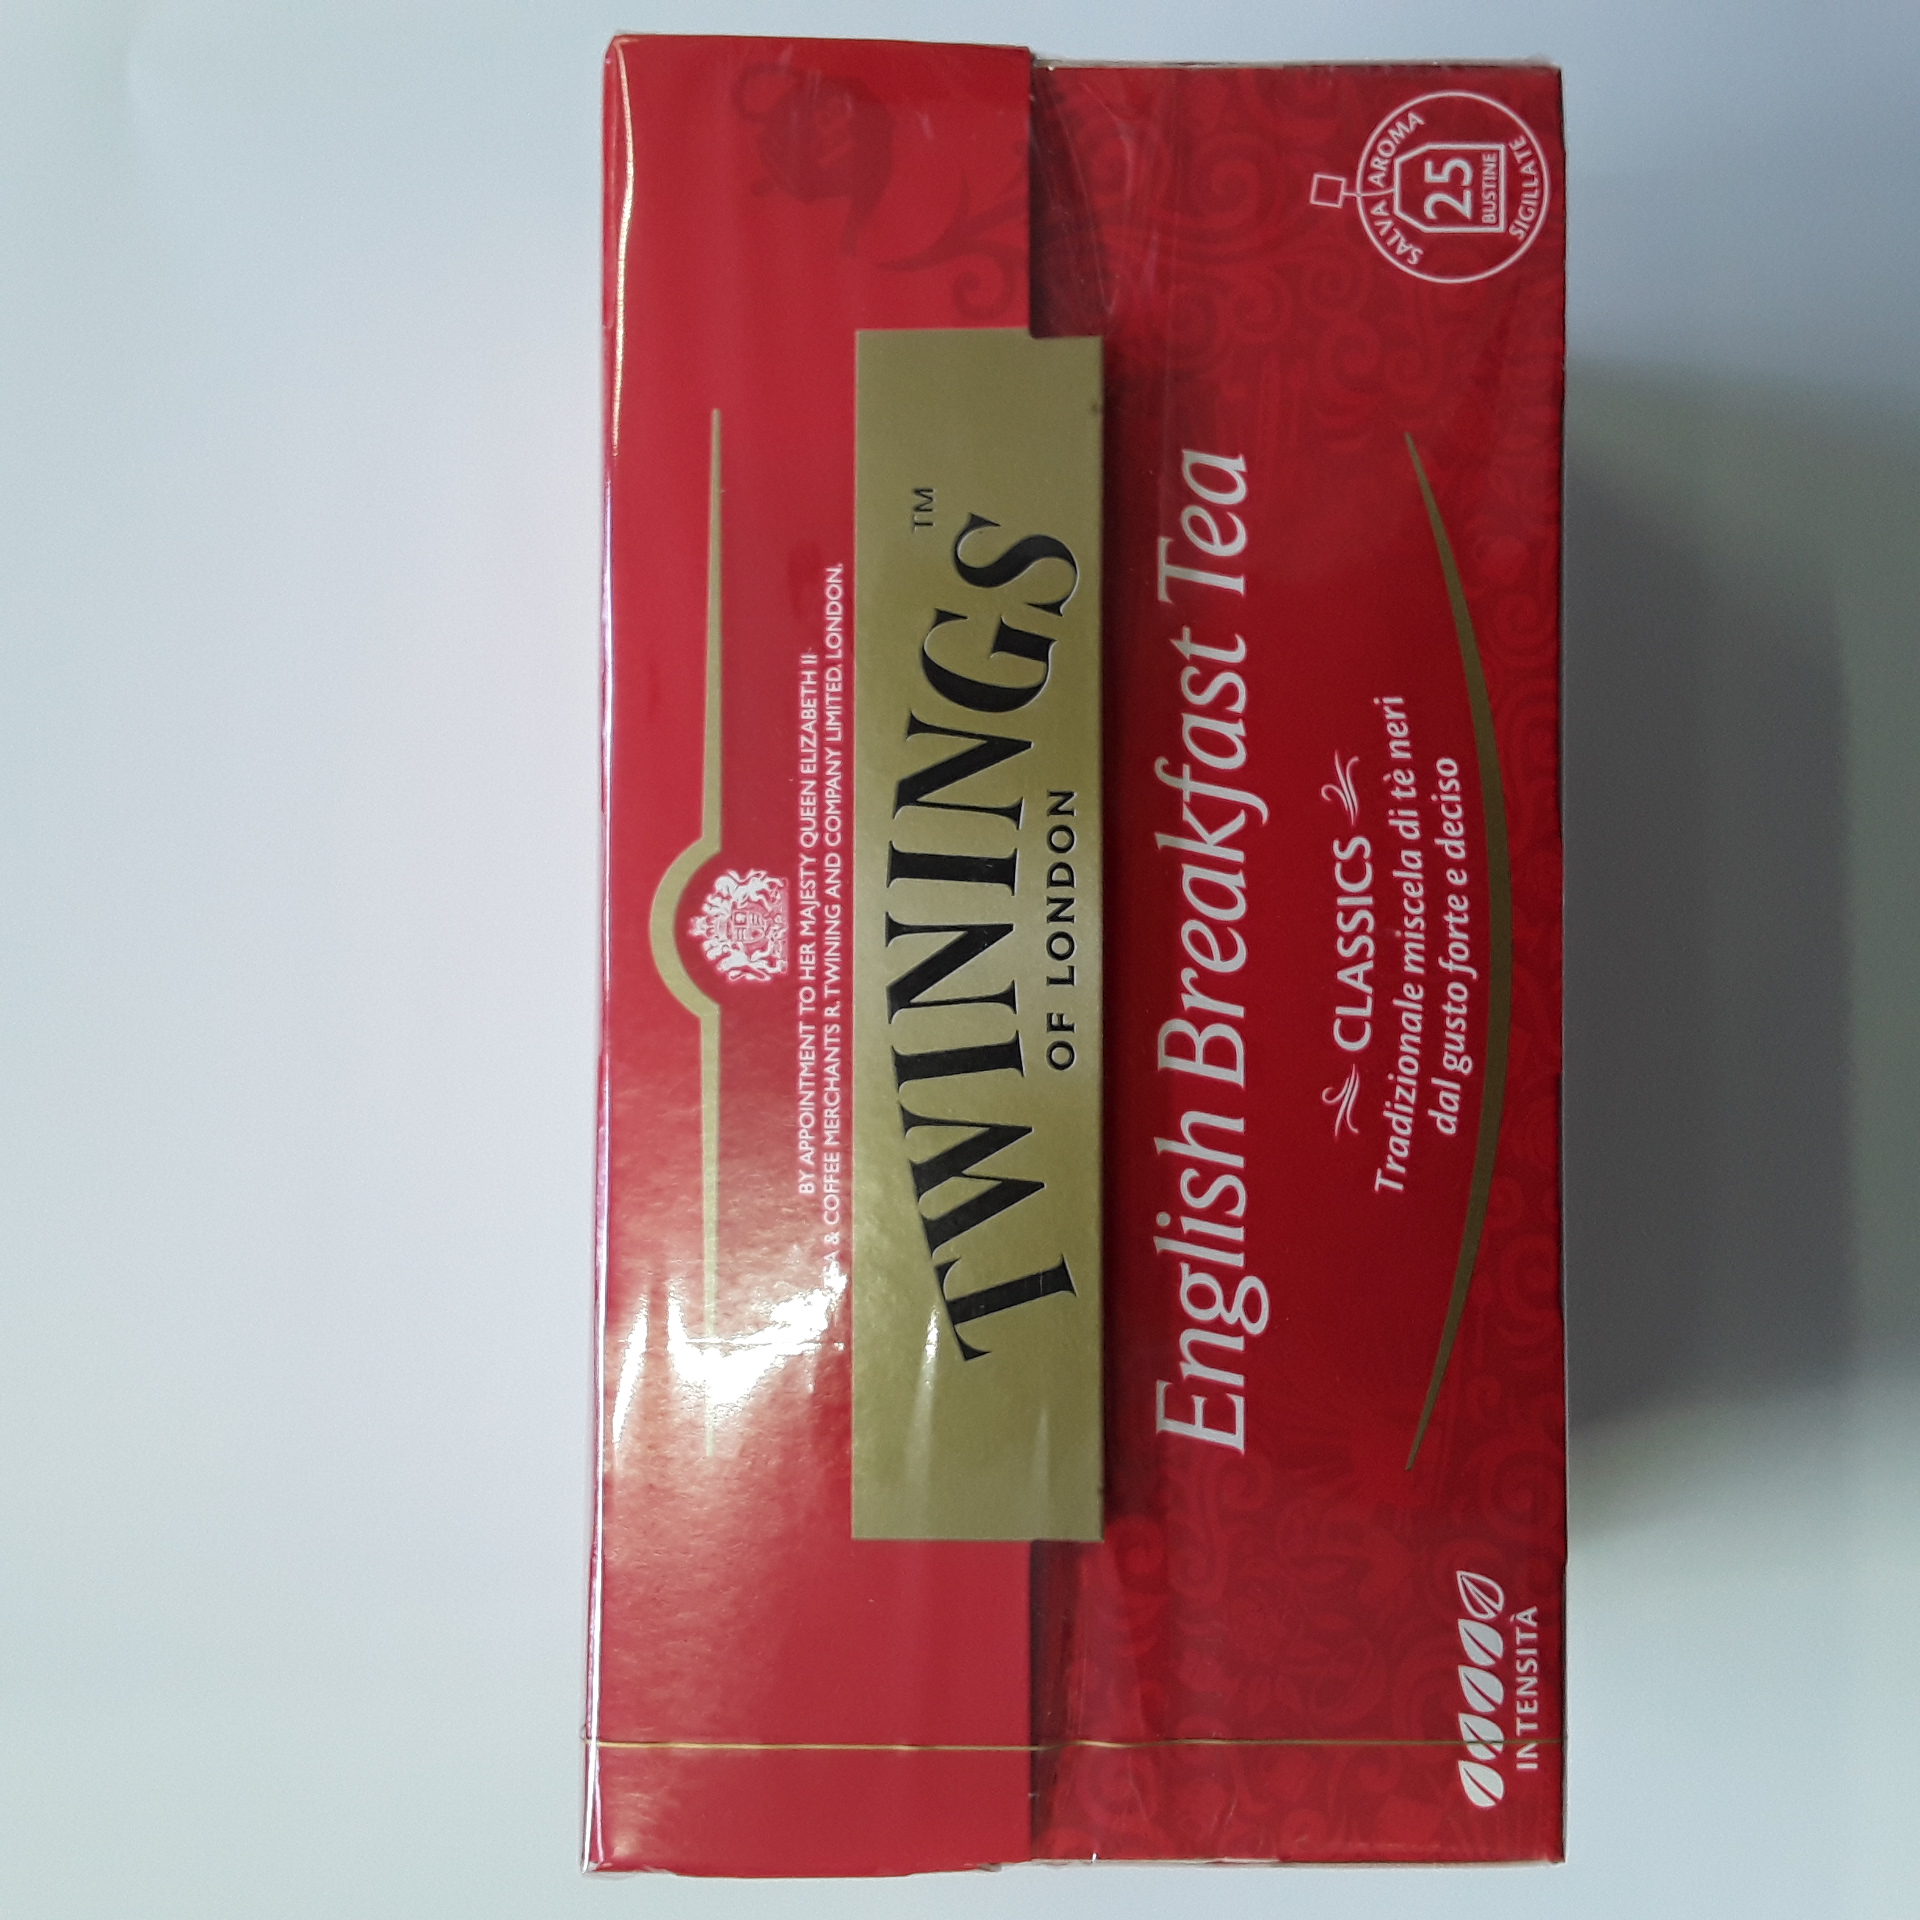 BY APPOINTMENT TO HER MAJESTY QUEEN ELIZABETH II
& COFFEE MERCHANTS R. TWINING AND COMPANY LIMITED. LONDON.
TWININGS™
OF LONDON
English Breakfast Tea
CLASSICS
Tradizionale miscela di tè neri
dal gusto forte e deciso
INTENSITÀ
SALVA AROMA
25
BUSTINE
SIGILLATE